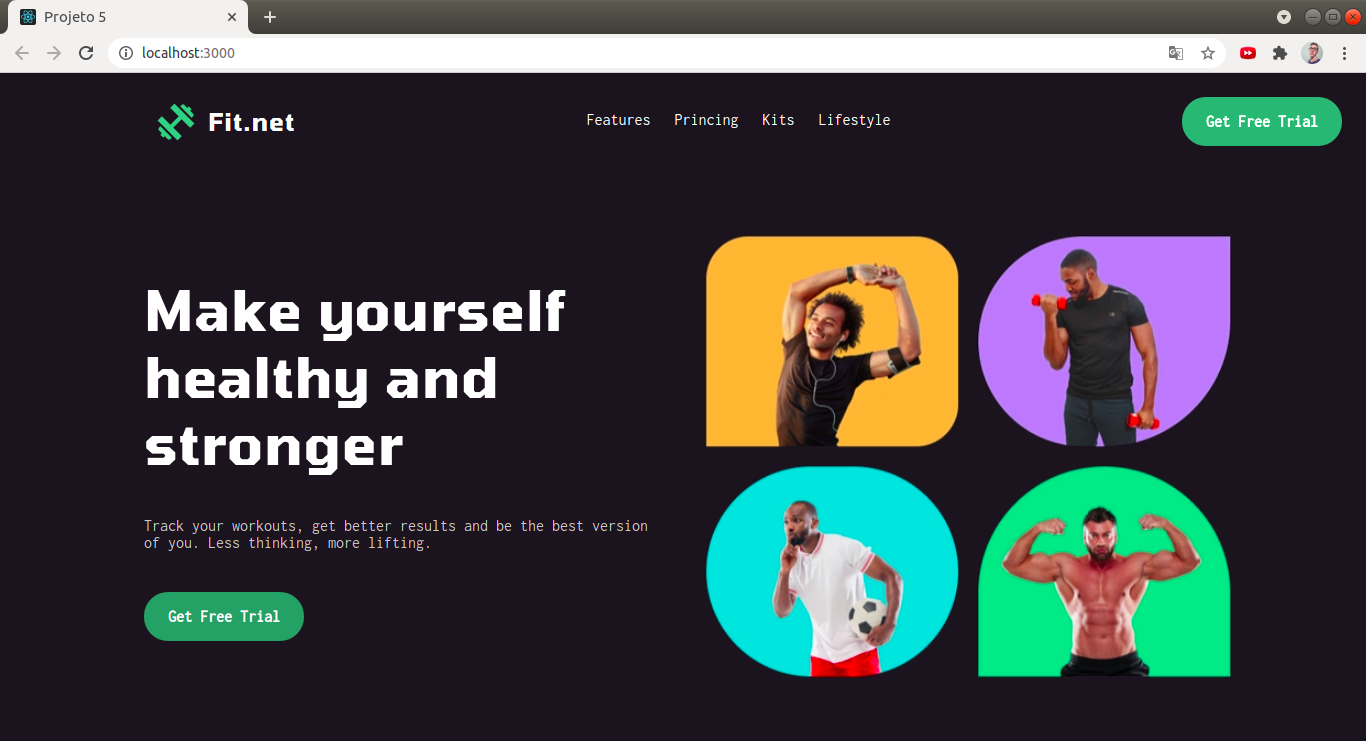 Projeto 5
localhost:3000
Fit.net
Features Princing Kits Lifestyle
Get Free Trial
Make yourself
healthy and
stronger
Track your workouts, get better results and be the best version
of you. Less thinking, more lifting.
Get Free Trial